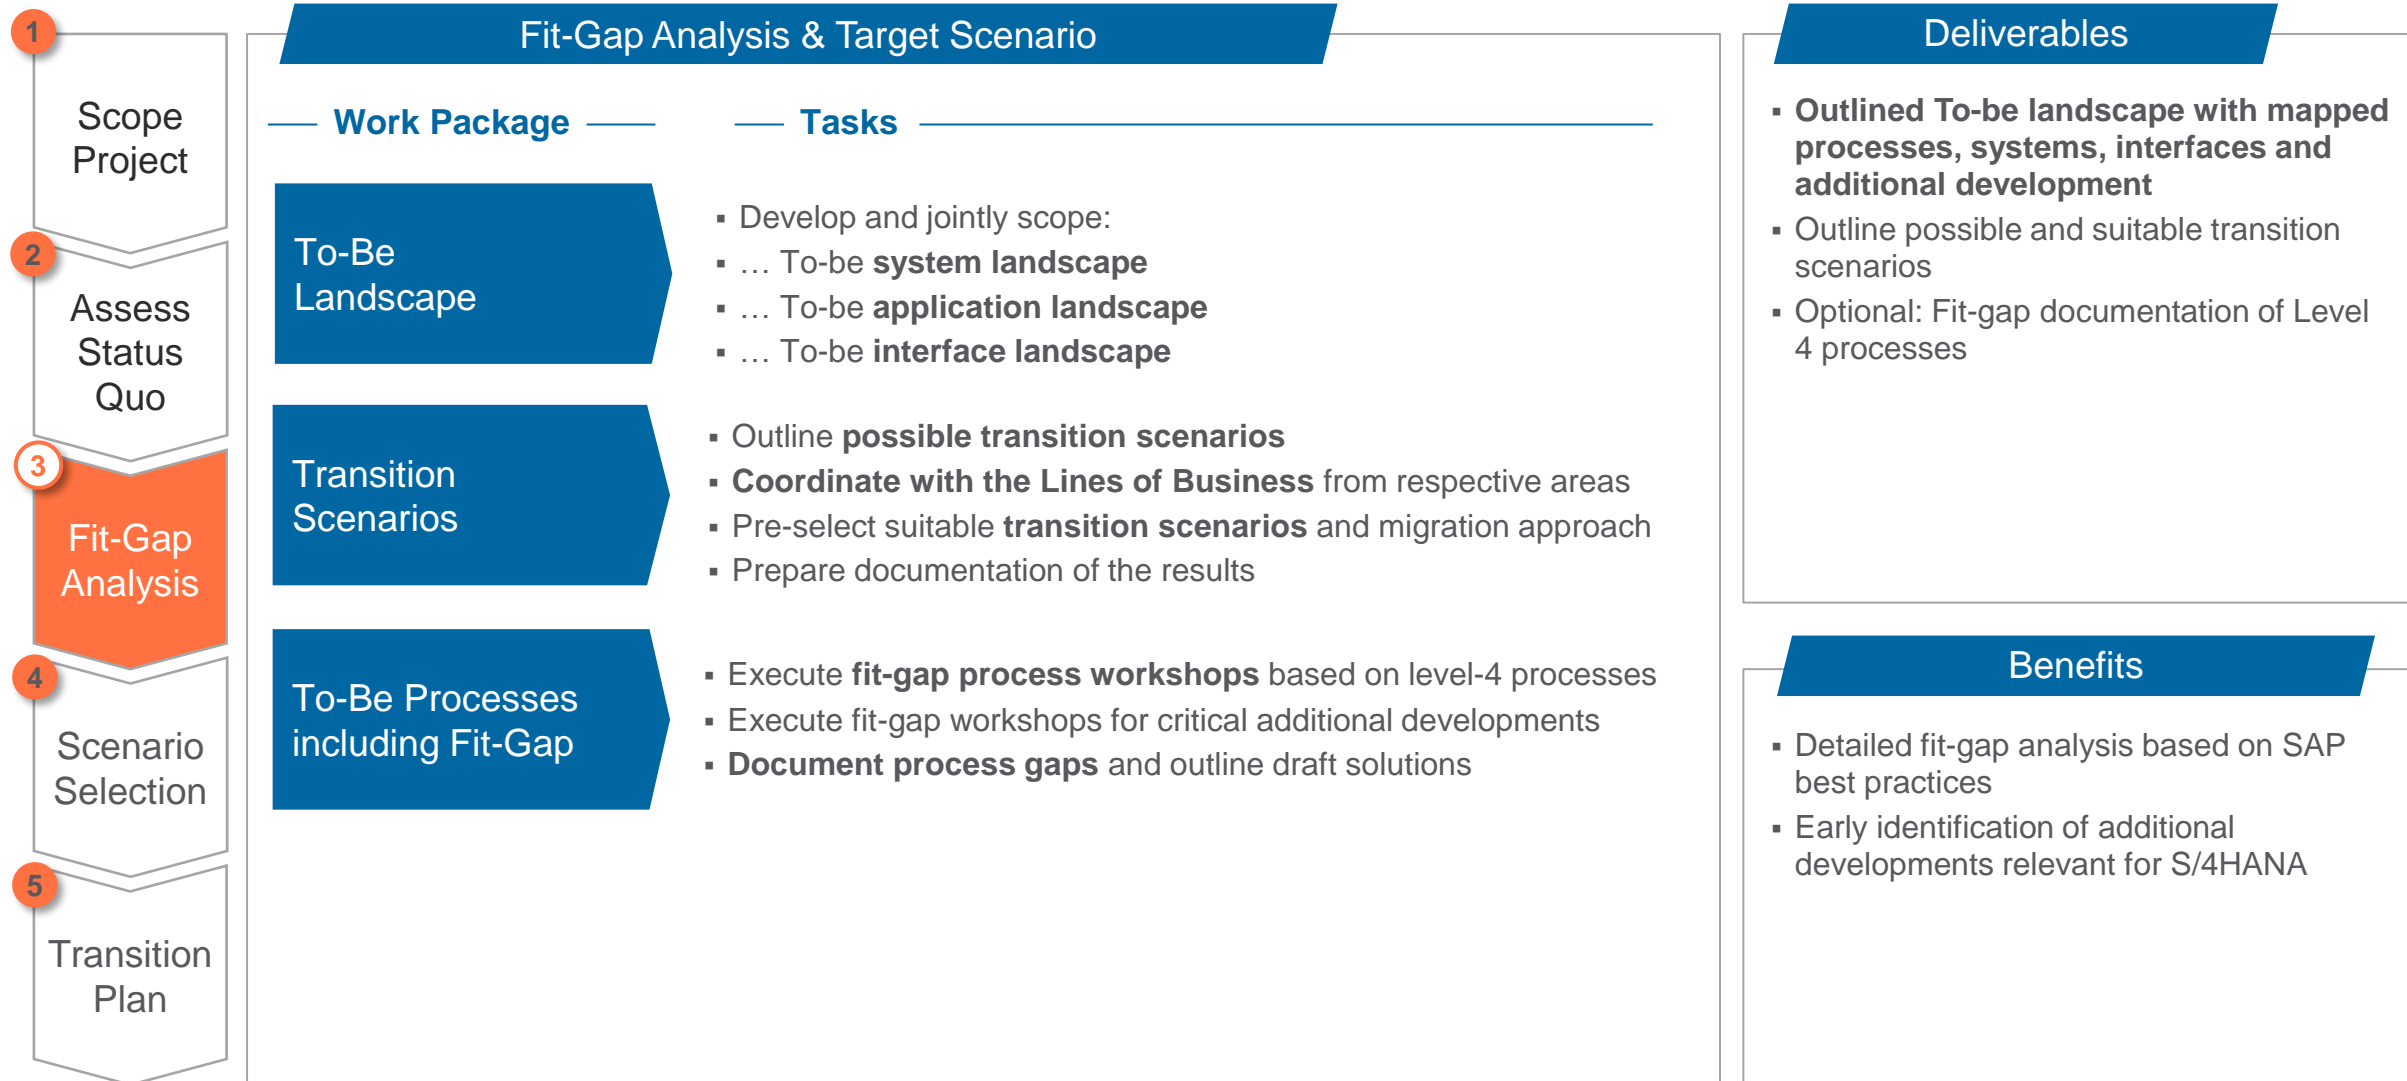 1
Scope
Project
2
Assess
Status
Quo
3
Fit-Gap
Analysis
4
Scenario
Selection
5
Transition
Plan
Fit-Gap Analysis & Target Scenario
Work Package
Tasks
To-Be
Landscape
▪ Develop and jointly scope:
▪ … To-be system landscape
▪ … To-be application landscape
▪ … To-be interface landscape
Transition
Scenarios
▪ Outline possible transition scenarios
▪ Coordinate with the Lines of Business from respective areas
▪ Pre-select suitable transition scenarios and migration approach
▪ Prepare documentation of the results
To-Be Processes
including Fit-Gap
▪ Execute fit-gap process workshops based on level-4 processes
▪ Execute fit-gap workshops for critical additional developments
▪ Document process gaps and outline draft solutions
Deliverables
▪ Outlined To-be landscape with mapped
processes, systems, interfaces and
additional development
▪ Outline possible and suitable transition
scenarios
▪ Optional: Fit-gap documentation of Level
4 processes
Benefits
▪ Detailed fit-gap analysis based on SAP
best practices
▪ Early identification of additional
developments relevant for S/4HANA